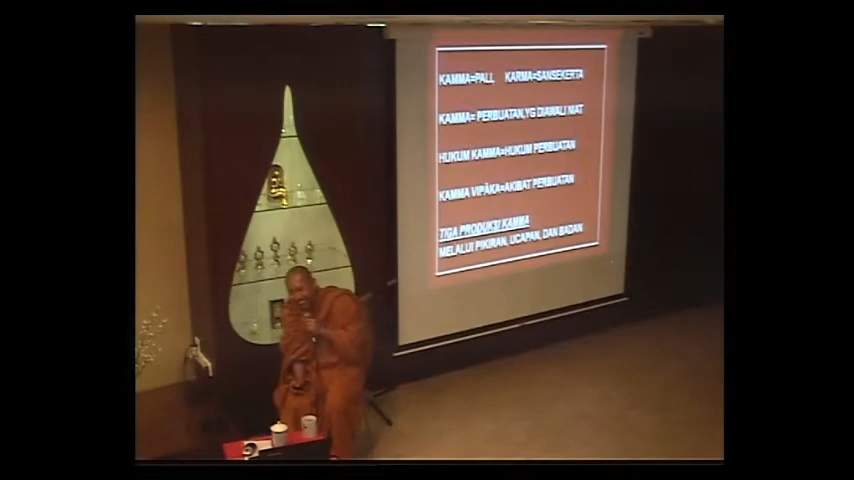 KAMMA=PALI, KARMA=SANSEKERTA
KAMMA= PERBUATAN,YG DIAWALI NIAT
HUKUM KAMMA=HUKUM PERBUATAN
KAMMA VIPĀKA=AKIBAT PERBUATAN
TIGA PRODUKSI KAMMA
MELALUI PIKIRAN, UCAPAN, DAN BADAN